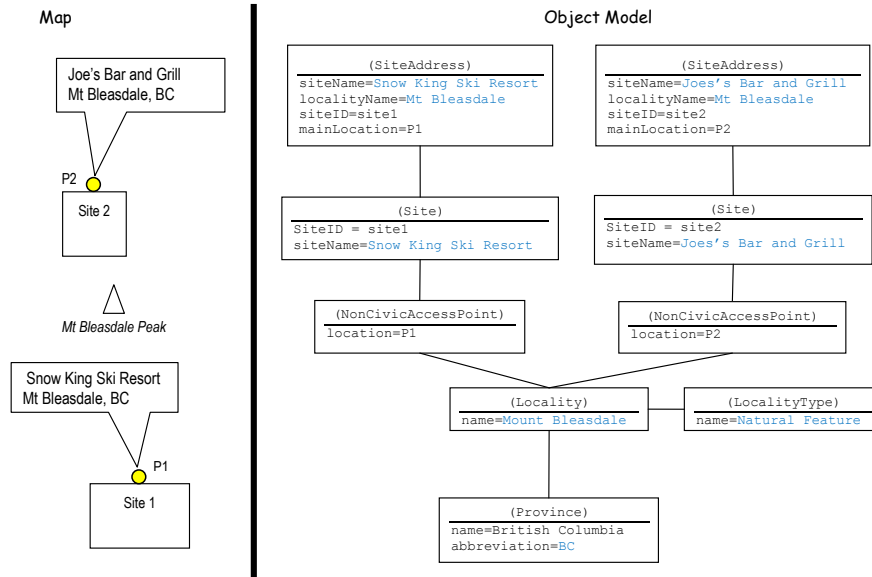 Map
Joe's Bar and Grill
Mt Bleasdale, BC
P2
Site 2
Mt Bleasdale Peak
Snow King Ski Resort
Mt Bleasdale, BC
P1
Site 1
Object Model
(SiteAddress)
siteName=Snow King Ski Resort
localityName=Mt Bleasdale
siteID=site1
mainLocation=P1
(SiteAddress)
siteName=Joes’s Bar and Grill
localityName=Mt Bleasdale
siteID=site2
mainLocation=P2
(Site)
SiteID = site1
siteName=Snow King Ski Resort
(Site)
SiteID = site2
siteName=Joes’s Bar and Grill
(NonCivicAccessPoint)
location=P1
(NonCivicAccessPoint)
location=P2
(Locality)
name=Mount Bleasdale
(LocalityType)
name=Natural Feature
(Province)
name=British Columbia
abbreviation=BC